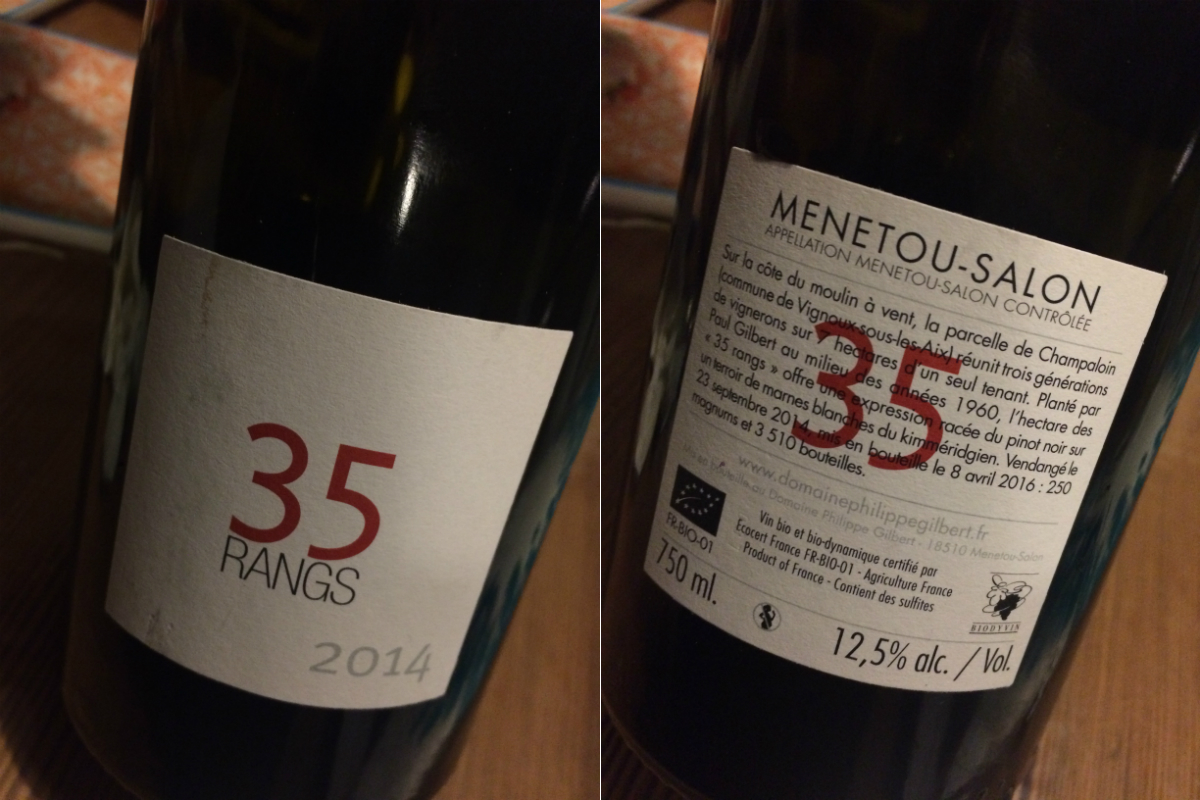 35
RANGS
2014
MENETOU-SALON
APPELLATION MENETOU-SALON CONTRÔLÉE
Sur la côte du moulin à vent, la parcelle de Champaloin
(commune de Vignoux-sous-les-Aix) réunit trois générations
de vignerons sur 7 hectares d'un seul tenant. Planté par
Paul Gilbert au milieu des années 1960, l'hectare des
« 35 rangs » offre une expression racée du pinot noir sur
un terroir de marnes blanches du kimméridgien. Vendangé le
23 septembre 2014, mis en bouteille le 8 avril 2016 : 250
magnums et 3 510 bouteilles.
35
www.domainephilippegilbert.fr
Mis en bouteille au Domaine Philippe Gilbert - 18510 Menetou-Salon
FR-BIO-01
Vin bio et bio-dynamique certifié par
Ecocert France FR-BIO-01 - Agriculture France
Product of France - Contient des sulfites
750 ml.
BIODYVIN
12,5% alc. / Vol.